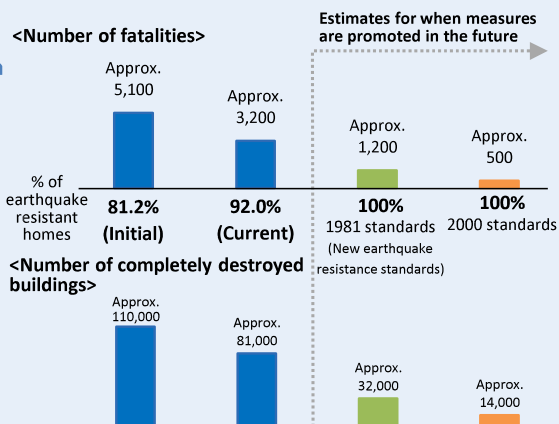 Estimates for when measures
are promoted in the future
<Number of fatalities>
Approx.
5,100
Approx.
3,200
Approx.
1,200
Approx.
500
% of
earthquake
resistant
homes
81.2%
(Initial)
92.0%
(Current)
100%
1981 standards
(New earthquake
resistance standards)
100%
2000 standards
<Number of completely destroyed
buildings>
Approx.
110,000
Approx.
81,000
Approx.
32,000
Approx.
14,000